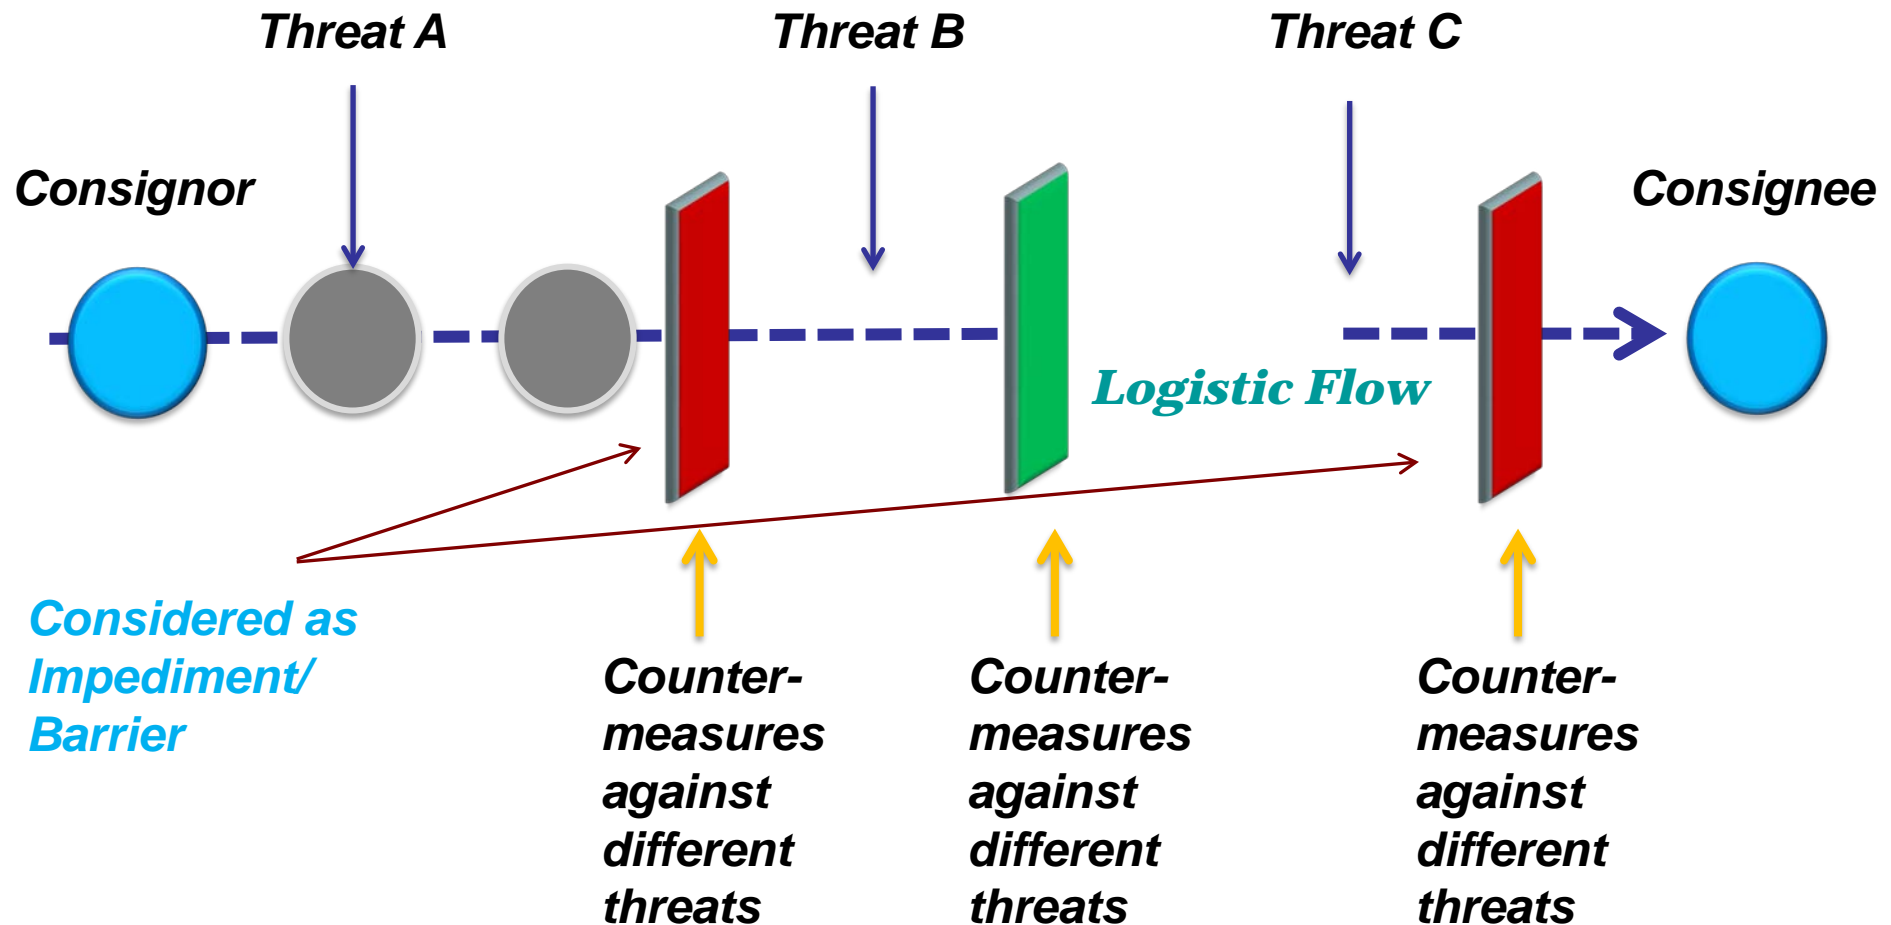 Threat A
Threat B
Threat C
Consignor
Consignee
Logistic Flow
Considered as
Impediment/
Barrier
Counter-
measures
against
different
threats
Counter-
measures
against
different
threats
Counter-
measures
against
different
threats